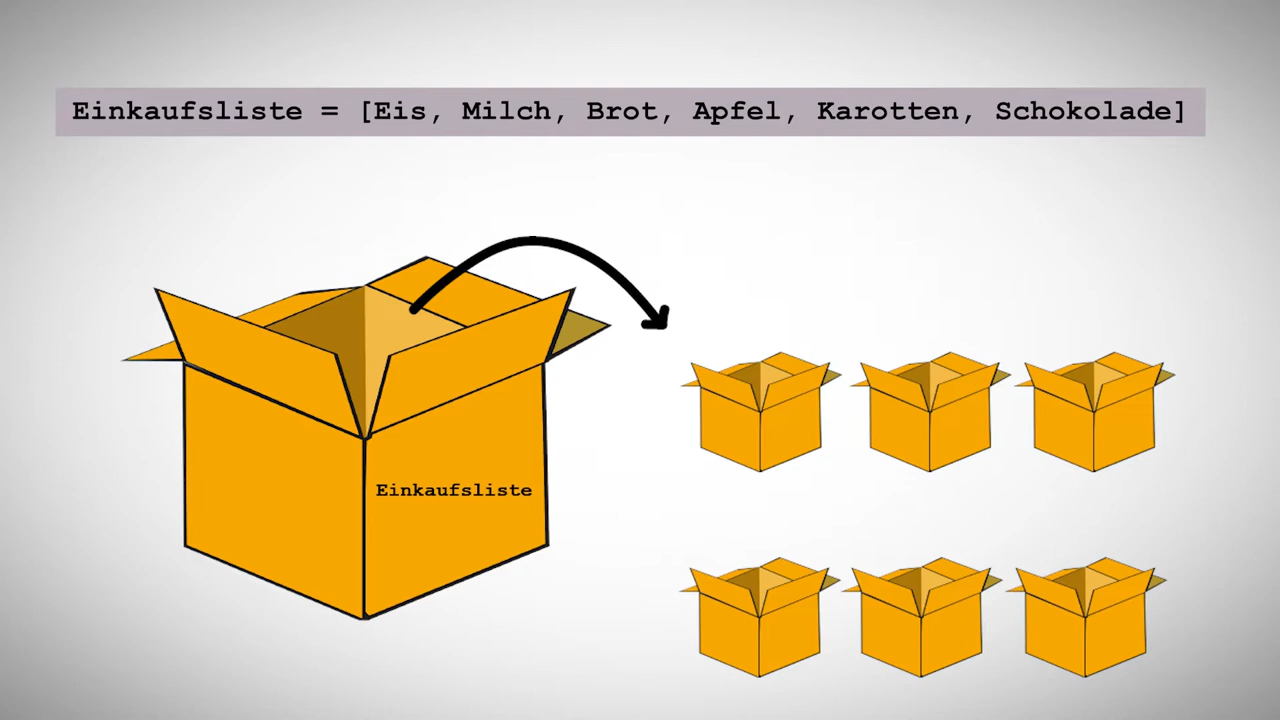 Einkaufsliste = [Eis, Milch, Brot, Apfel, Karotten, Schokolade]
Einkaufsliste